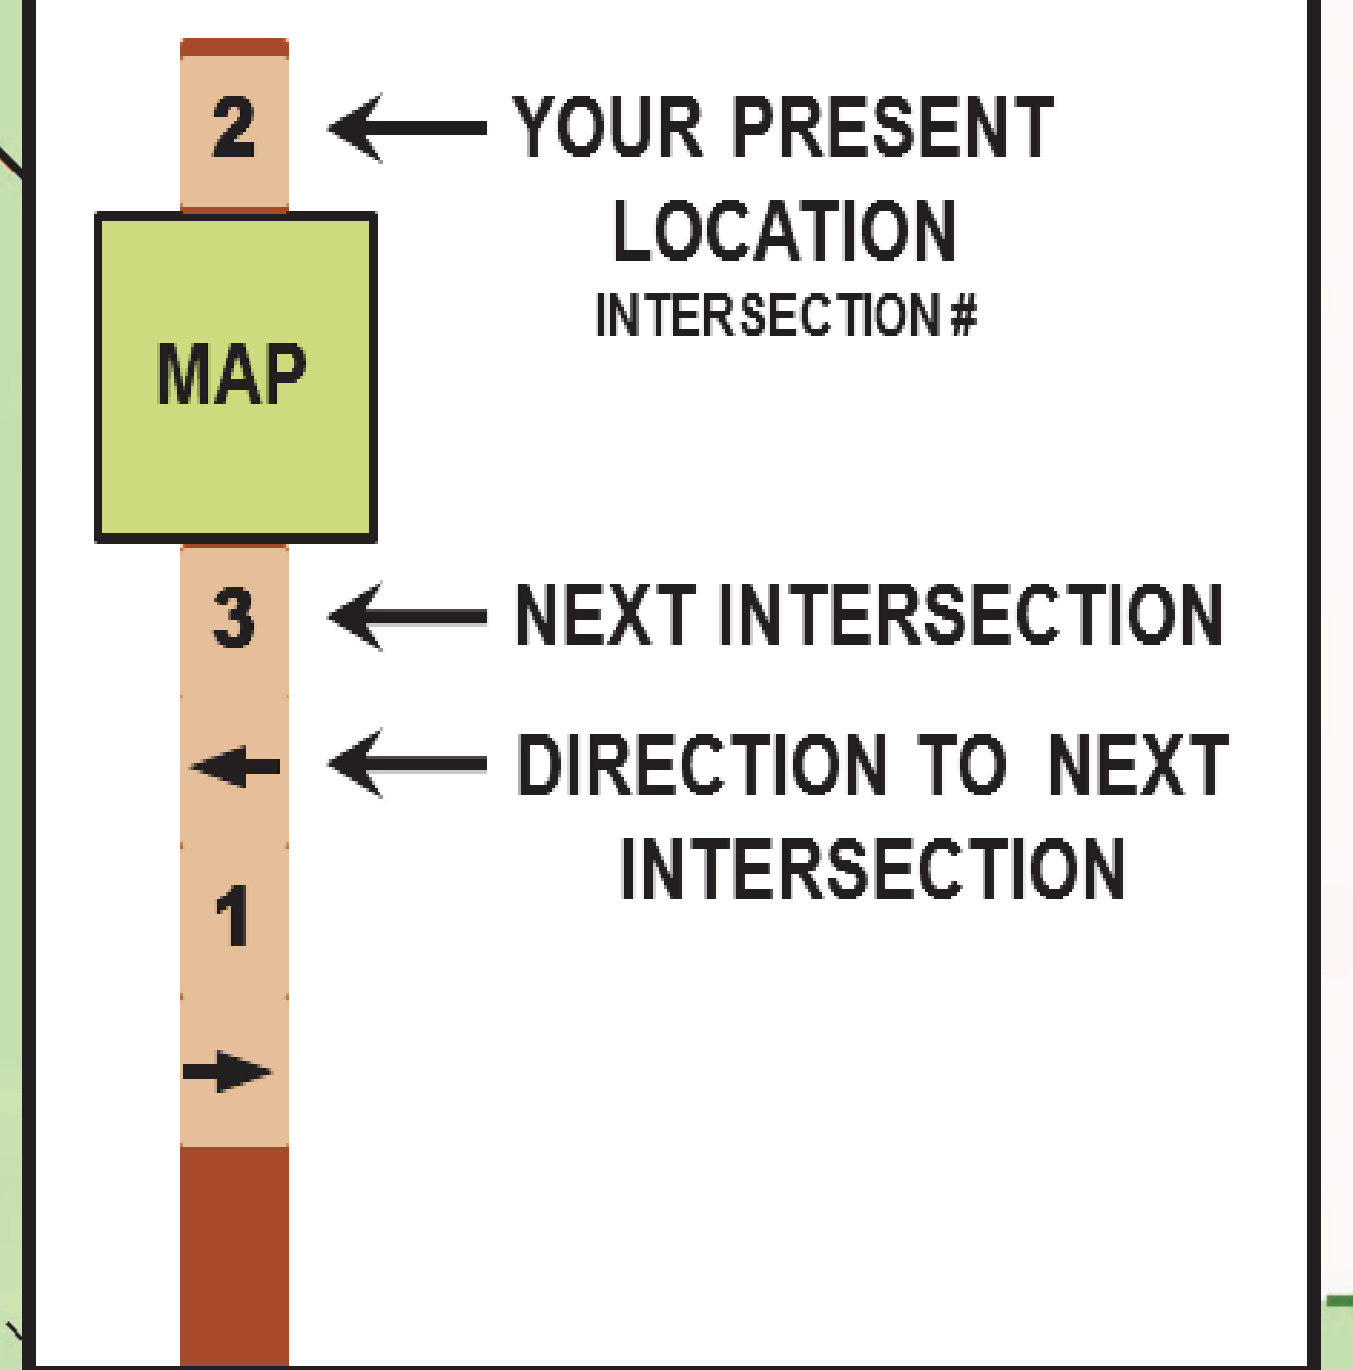 2
YOUR PRESENT
LOCATION
INTERSECTION #
MAP
3
NEXT INTERSECTION
DIRECTION TO NEXT
INTERSECTION
1